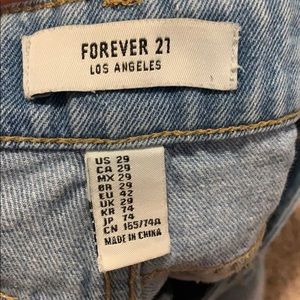 FOREVER 21
LOS ANGELES
US 29
CA 29
MX 29
BR 29
EU 42
UK 29
KR 74
JP 74
CN 165/74A
MADE IN CHINA